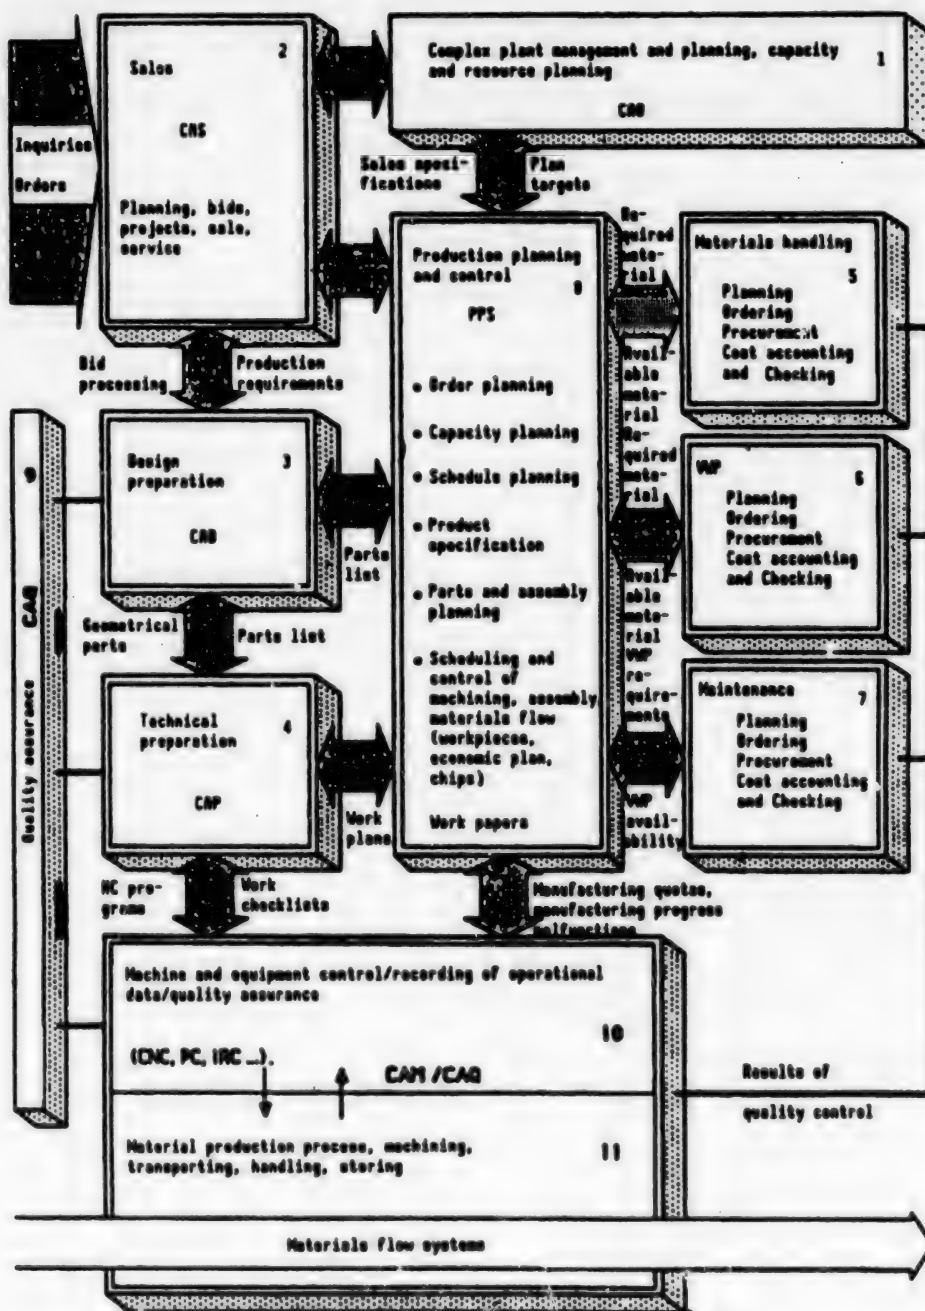 Inquiries
Orders
2
Sales
CAS
Planning, bids,
projects, sale,
service
Complex plant management and planning, capacity
and resource planning
1
CAO
Sales speci-
fications
Plan
targets
Bid
processing
Production
requirements
Production planning
and control
8
PPS
• Order planning
• Capacity planning
• Schedule planning
• Product
specification
• Parts and assembly
planning
• Scheduling and
control of
machining, assembly
materials flow
(workpieces,
economic plan,
chips)
Work papers
Re-
quired
mate-
rial
Avail-
able
mate-
rial
Re-
quired
mate-
rial
Avail-
able
mate-
rial
VWP
re-
quire-
ments
VWP
avail-
ability
Materials handling
5
Planning
Ordering
Procurement
Cost accounting
and Checking
VWP
6
Planning
Ordering
Procurement
Cost accounting
and Checking
Maintenance
7
Planning
Ordering
Procurement
Cost accounting
and Checking
Design
preparation
3
CAD
Parts
list
Geometrical
parts
Parts list
Technical
preparation
4
CAP
Work
plans
NC pro-
grams
Work
checklists
Manufacturing quotas,
manufacturing progress
malfunctions
Quality assurance CAQ 9
Machine and equipment control/recording of operational
data/quality assurance
10
(CNC, PC, IRC ...).
CAM /CAQ
Material production process, machining,
transporting, handling, storing
11
Results of
quality control
Materials flow systems